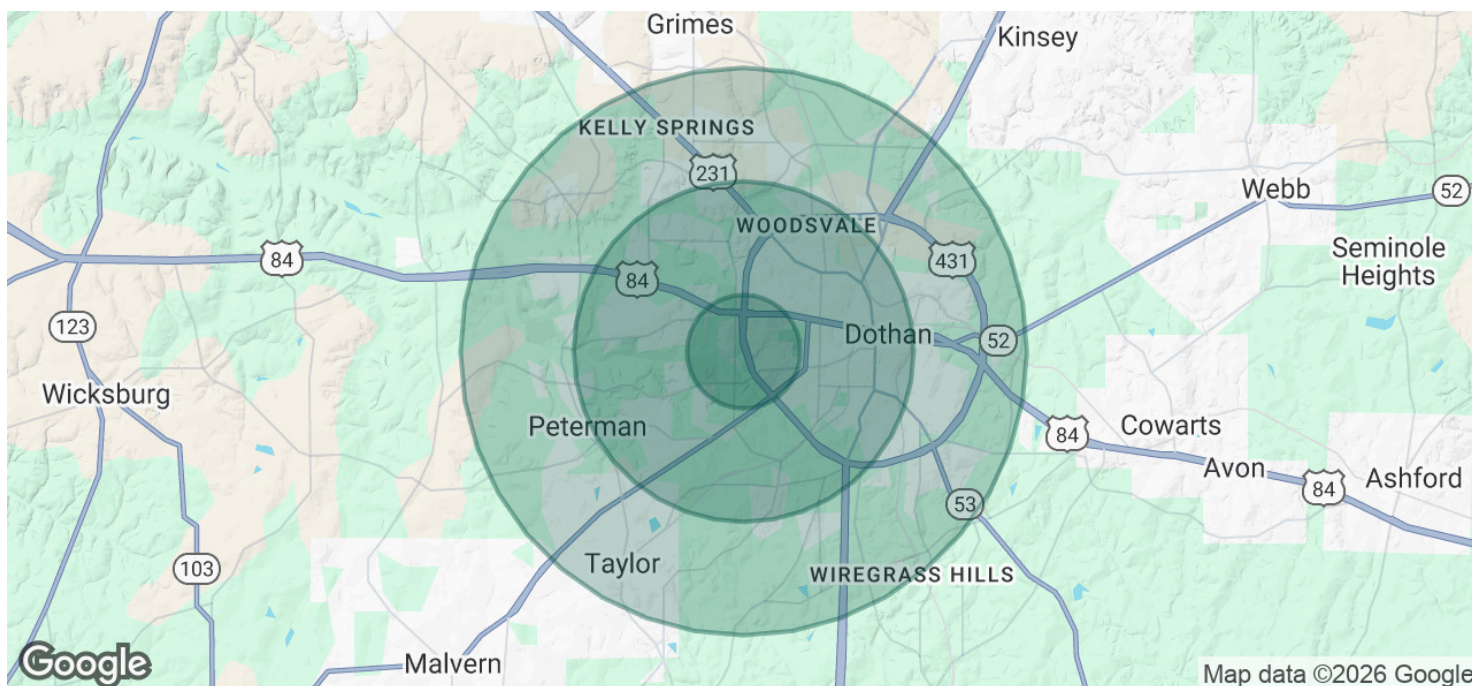 Grimes
Kinsey
KELLY SPRINGS
231
Webb
52
WOODSVALE
Seminole
Heights
84
431
84
123
Dothan
52
Wicksburg
Peterman
84
Cowarts
Avon
Ashford
84
53
Taylor
103
WIREGRASS HILLS
Malvern
Google
Map data ©2026 Google